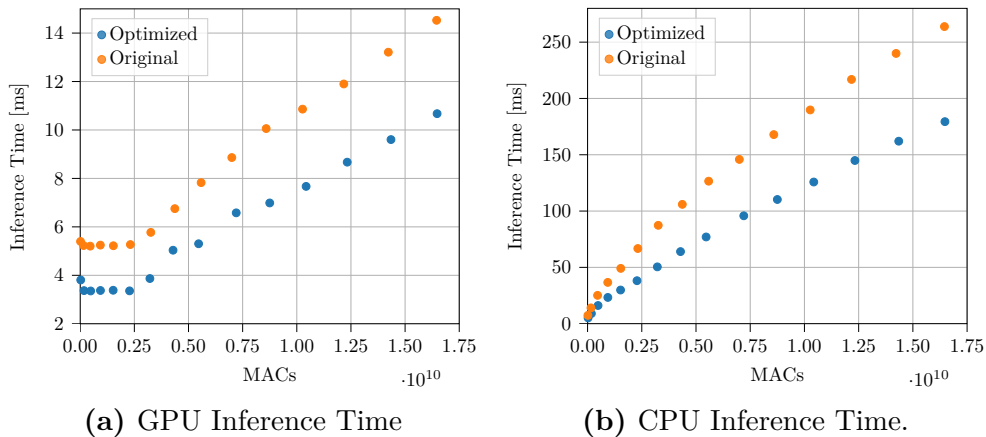 Optimized
Original
14
12
10
8
6
4
2
Inference Time [ms]
0.00 0.25 0.50 0.75 1.00 1.25 1.50 1.75
MACs
·10^10
(a) GPU Inference Time
Optimized
Original
250
200
150
100
50
0
Inference Time [ms]
0.00 0.25 0.50 0.75 1.00 1.25 1.50 1.75
MACs
·10^10
(b) CPU Inference Time.